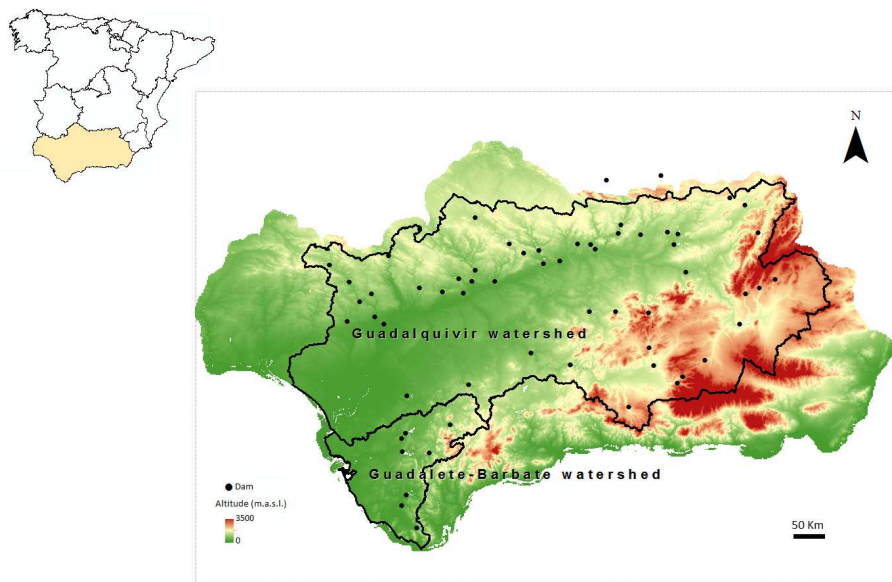 N
Guadalquivir watershed
Guadalete-Barbate watershed
Dam
Altitude (m.a.s.l.)
3500
0
50 Km